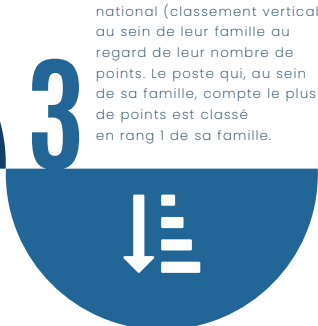 national (classement vertical
au sein de leur famille au
regard de leur nombre de
points. Le poste qui, au sein
de sa famille, compte le plus
de points est classé
en rang 1 de sa famille.
3